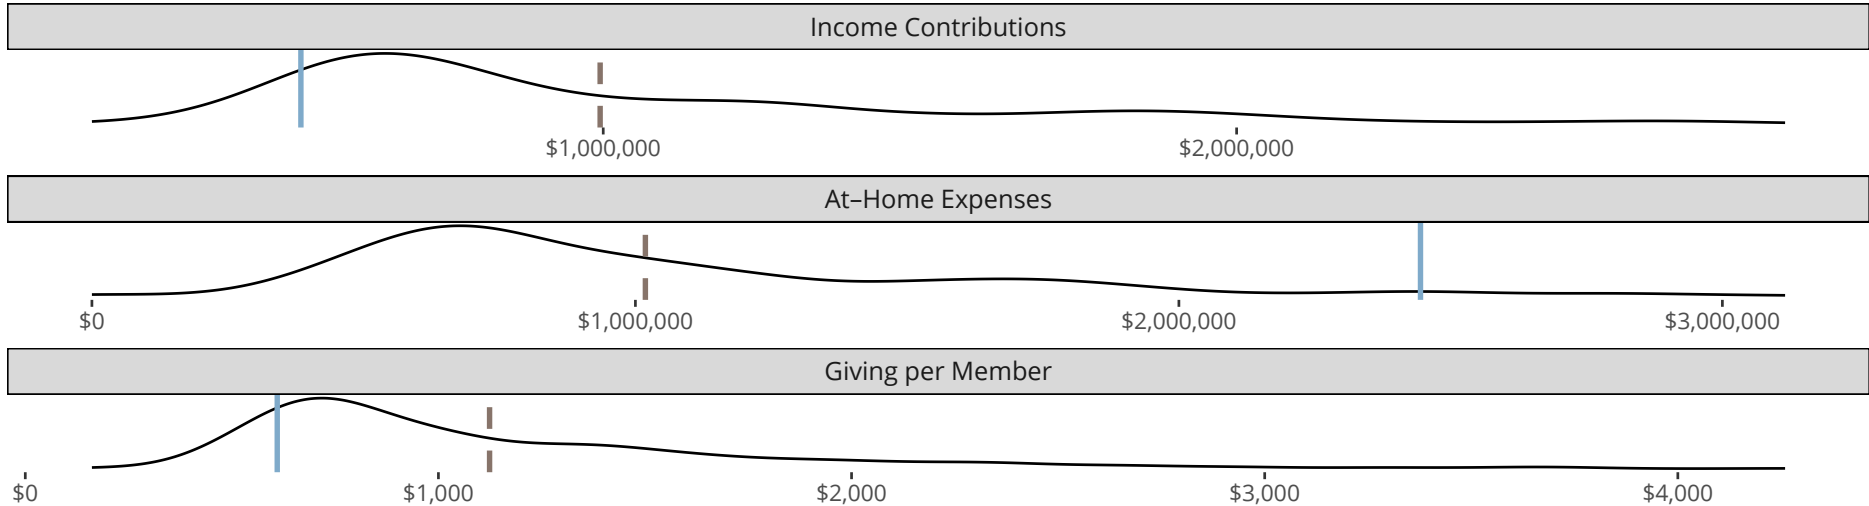 Income Contributions
$1,000,000 $2,000,000
At–Home Expenses
$0 $1,000,000 $2,000,000 $3,000,000
Giving per Member
$0 $1,000 $2,000 $3,000 $4,000